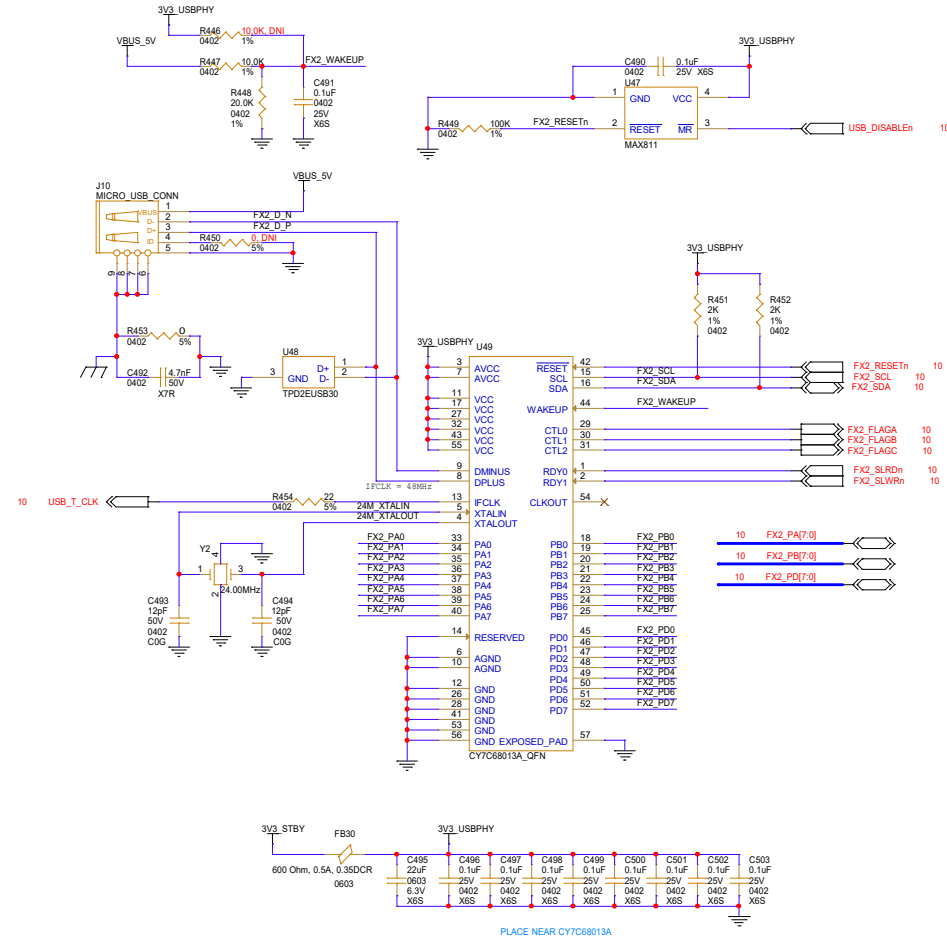 3V3_USBPHY
R446 10.0K, DNI
0402 1%
VBUS_5V
R447 10.0K
0402 1%
FX2_WAKEUP
R448
20.0K
0402
1%
C491
0.1uF
0402
25V
X6S
3V3_USBPHY
C490 0.1uF
0402 25V X6S
U47
1 GND VCC 4
2 RESET MR 3
MAX811
R449 100K
0402 1%
FX2_RESETn
USB_DISABLEn 10
J10
MICRO_USB_CONN
VBUS_5V
VBUS 1
D- 2 FX2_D_N
D+ 3 FX2_D_P
ID 4
5
R450 0, DNI
0402 5%
9 8 7 6
R453 0
0402 5%
C492 4.7nF
0402 50V
X7R
U48
3 GND D+ 1
D- 2
TPD2EUSB30
3V3_USBPHY
R451
2K
1%
0402
R452
2K
1%
0402
3V3_USBPHY
U49
3 AVCC
7 AVCC
11 VCC
17 VCC
27 VCC
32 VCC
43 VCC
55 VCC
9 DMINUS
8 DPLUS
IFCLK = 48MHz
13 IFCLK
5 XTALIN
4 XTALOUT
RESET 42 FX2_RESETn 10
SCL 15 FX2_SCL FX2_SCL 10
SDA 16 FX2_SDA FX2_SDA 10
WAKEUP 44 FX2_WAKEUP
CTL0 29 FX2_FLAGA 10
CTL1 30 FX2_FLAGB 10
CTL2 31 FX2_FLAGC 10
RDY0 1 FX2_SLRDn 10
RDY1 2 FX2_SLWRn 10
CLKOUT 54
10 USB_T_CLK
R454 22
0402 5%
24M_XTALIN
24M_XTALOUT
Y2
1 4 3 2
24.00MHz
C493
12pF
50V
0402
C0G
C494
12pF
50V
0402
C0G
FX2_PA0 33 PA0
FX2_PA1 34 PA1
FX2_PA2 35 PA2
FX2_PA3 36 PA3
FX2_PA4 37 PA4
FX2_PA5 38 PA5
FX2_PA6 39 PA6
FX2_PA7 40 PA7
PB0 18 FX2_PB0
PB1 19 FX2_PB1
PB2 20 FX2_PB2
PB3 21 FX2_PB3
PB4 22 FX2_PB4
PB5 23 FX2_PB5
PB6 24 FX2_PB6
PB7 25 FX2_PB7
10 FX2_PA[7:0]
10 FX2_PB[7:0]
10 FX2_PD[7:0]
14 RESERVED
6 AGND
10 AGND
12 GND
26 GND
28 GND
41 GND
53 GND
56 GND
PD0 45 FX2_PD0
PD1 46 FX2_PD1
PD2 47 FX2_PD2
PD3 48 FX2_PD3
PD4 49 FX2_PD4
PD5 50 FX2_PD5
PD6 51 FX2_PD6
PD7 52 FX2_PD7
EXPOSED_PAD 57
CY7C68013A_QFN
3V3_STBY
FB30
600 Ohm, 0.5A, 0.35DCR
0603
3V3_USBPHY
C495
22uF
0603
6.3V
X6S
C496
0.1uF
25V
0402
X6S
C497
0.1uF
25V
0402
X6S
C498
0.1uF
25V
0402
X6S
C499
0.1uF
25V
0402
X6S
C500
0.1uF
25V
0402
X6S
C501
0.1uF
25V
0402
X6S
C502
0.1uF
25V
0402
X6S
C503
0.1uF
25V
0402
X6S
PLACE NEAR CY7C68013A